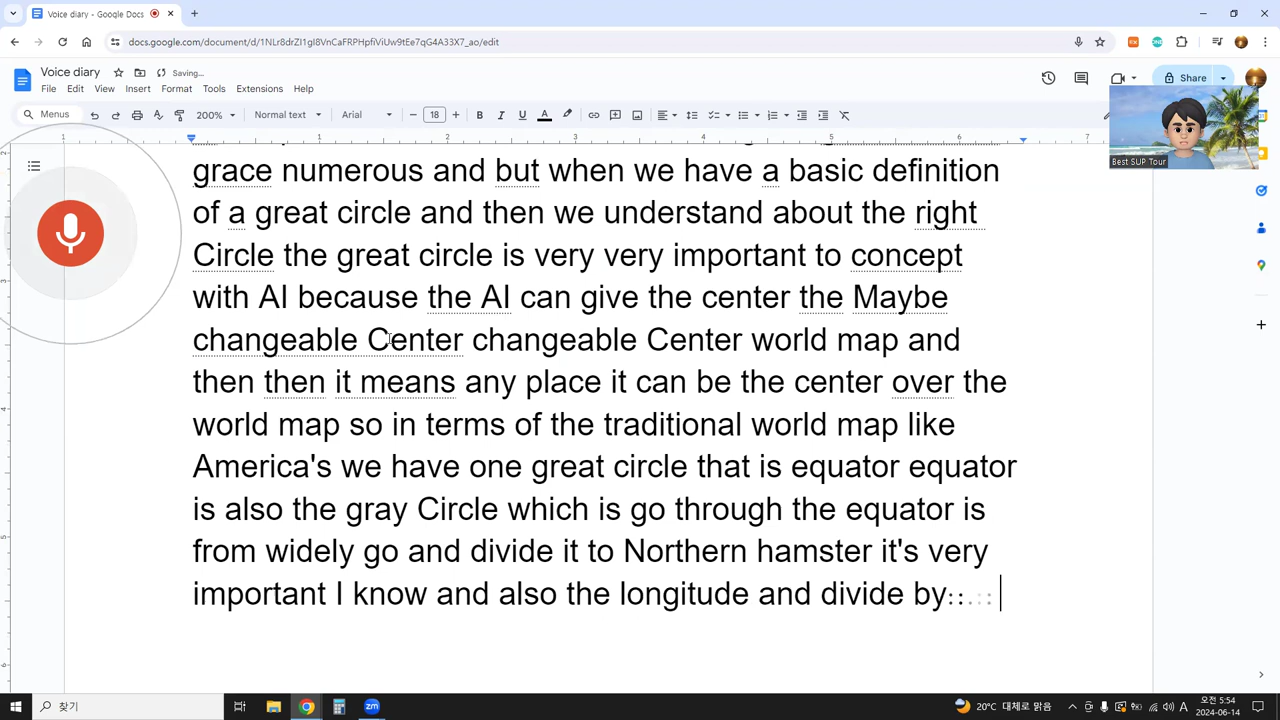 Voice diary - Google Docs
docs.google.com/document/d/1NLr8drZI1gI8VnCaFRPHpfiViUw9tEe7qG4A33X7_ao/edit
Voice diary
Saving...
File Edit View Insert Format Tools Extensions Help
Share
Menus 200% Normal text Arial 18
1 1 2 3 4 5 6 7
Best SUP Tour
grace numerous and but when we have a basic definition
of a great circle and then we understand about the right
Circle the great circle is very very important to concept
with AI because the AI can give the center the Maybe
changeable Center changeable Center world map and
then then it means any place it can be the center over the
world map so in terms of the traditional world map like
America's we have one great circle that is equator equator
is also the gray Circle which is go through the equator is
from widely go and divide it to Northern hamster it's very
important I know and also the longitude and divide by
찾기
20°C 대체로 맑음
A
오전 5:54
2024-06-14